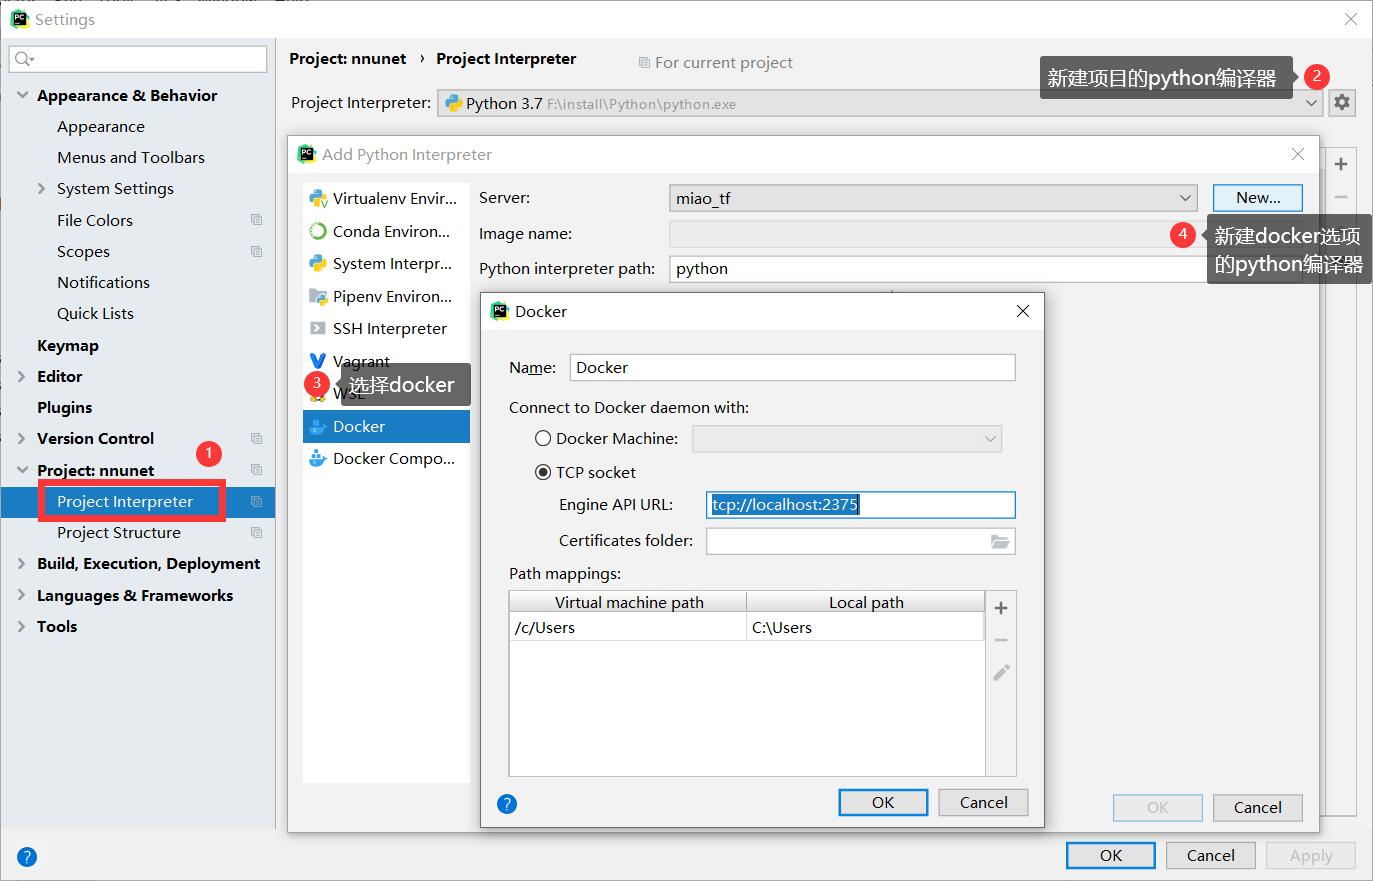 Settings
Appearance & Behavior
Appearance
Menus and Toolbars
System Settings
File Colors
Scopes
Notifications
Quick Lists
Keymap
Editor
Plugins
Version Control
1
Project: nnunet
Project Interpreter
Project Structure
Build, Execution, Deployment
Languages & Frameworks
Tools
Project: nnunet › Project Interpreter
For current project
新建项目的python编译器
2
Project Interpreter:
Python 3.7 F:\install\Python\python.exe
Add Python Interpreter
Virtualenv Envir...
Conda Environ...
System Interpr...
Pipenv Environ...
SSH Interpreter
Vagrant
3
选择docker
WSL
Docker
Docker Compo...
Server:
miao_tf
New...
Image name:
4
新建docker选项
的python编译器
Python interpreter path:
python
Docker
Name:
Docker
Connect to Docker daemon with:
Docker Machine:
TCP socket
Engine API URL:
tcp://localhost:2375
Certificates folder:
Path mappings:
Virtual machine path
Local path
/c/Users
C:\Users
?
OK
Cancel
OK
Cancel
?
OK
Cancel
Apply